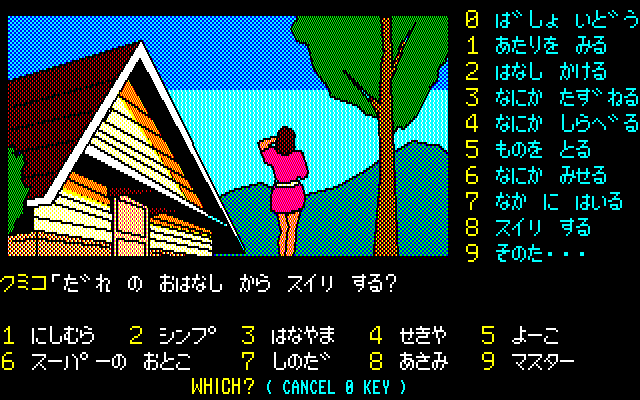 0 ばしょ いどう
1 あたりを みる
2 はなし かける
3 なにか たずねる
4 なにか しらべる
5 ものを とる
6 なにか みせる
7 なか に はいる
8 スイリ する
9 そのた・・・
クミコ「だれ の おはなし から スイリ する?
1 にしむら 2 シンプ 3 はなやま 4 せきや 5 よーこ
6 スーパーの おとこ 7 しのだ 8 あさみ 9 マスター
WHICH? ( CANCEL 0 KEY )